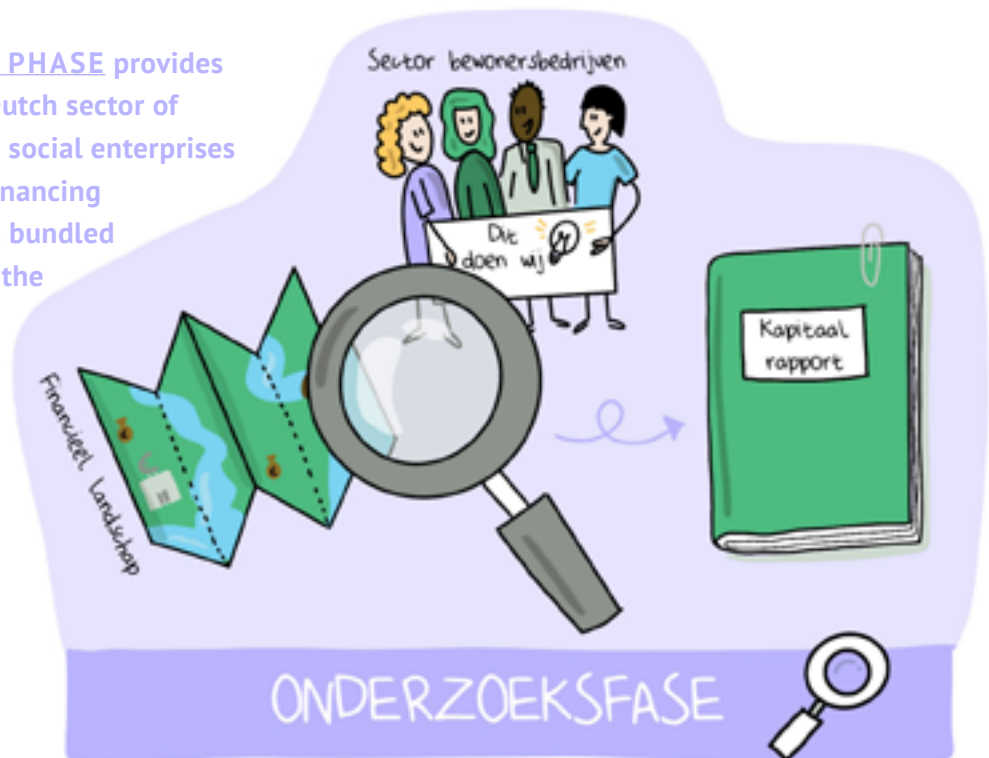 PHASE provides
utch sector of
social enterprises
nancing
bundled
the
Sector bewonersbedrijven
Dit
doen wij
Financieel landschap
Kapitaal
rapport
ONDERZOEKSFASE